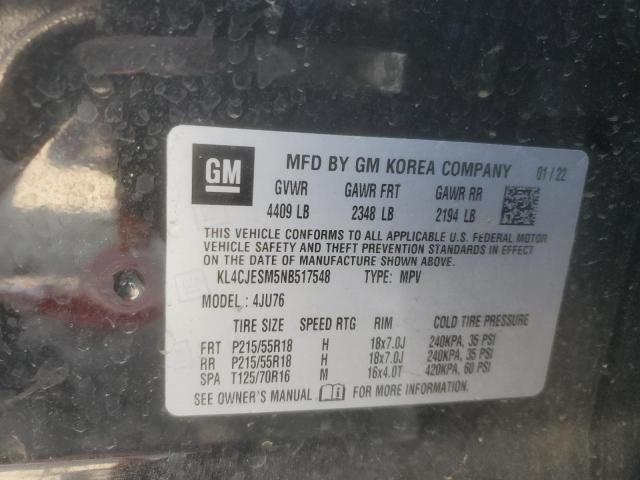 GM
MFD BY GM KOREA COMPANY 01/22
GVWR GAWR FRT GAWR RR
4409 LB 2348 LB 2194 LB
THIS VEHICLE CONFORMS TO ALL APPLICABLE U.S. FEDERAL MOTOR
VEHICLE SAFETY AND THEFT PREVENTION STANDARDS IN EFFECT
ON THE DATE OF MANUFACTURE SHOWN ABOVE.
KL4CJESM5NB517548 TYPE: MPV
MODEL: 4JU76
TIRE SIZE SPEED RTG RIM COLD TIRE PRESSURE
FRT P215/55R18 H 18x7.0J 240KPA, 35 PSI
RR P215/55R18 H 18x7.0J 240KPA, 35 PSI
SPA T125/70R16 M 16x4.0T 420KPA, 60 PSI
SEE OWNER'S MANUAL FOR MORE INFORMATION.